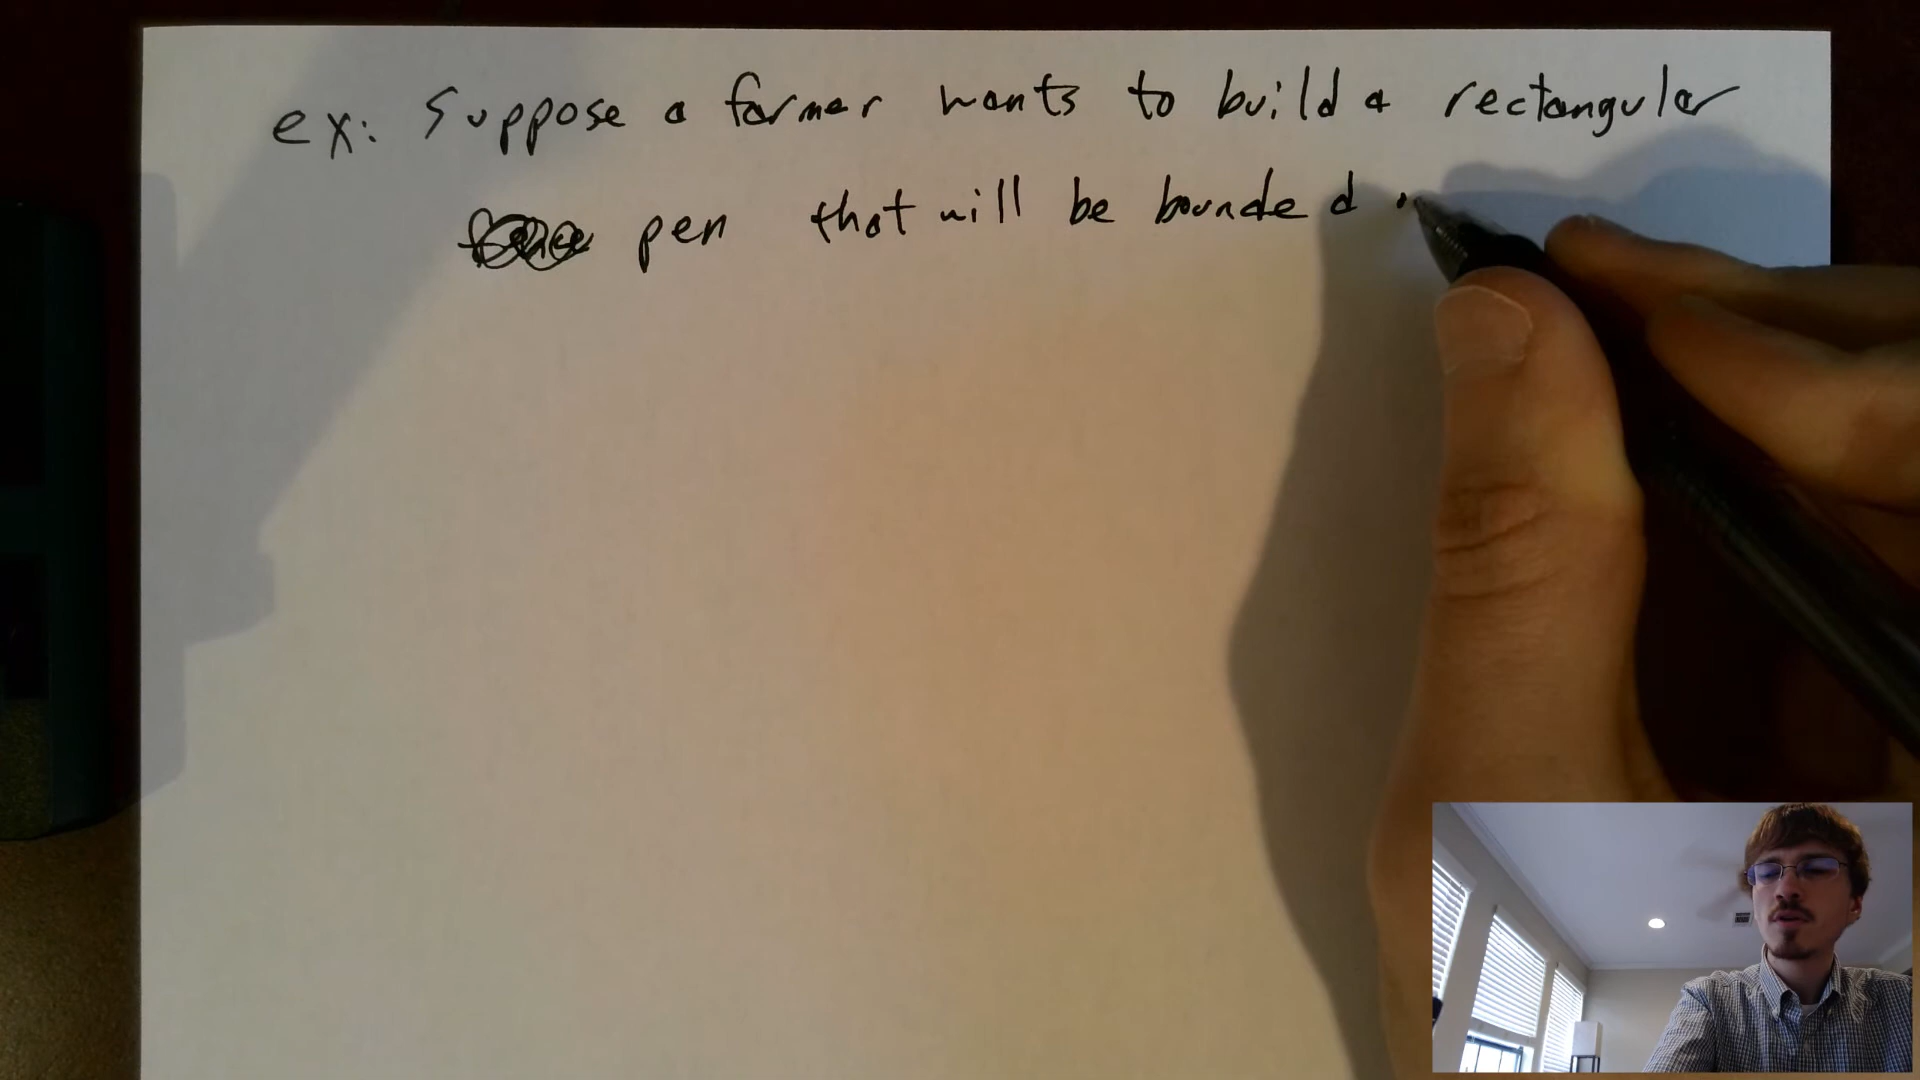 ex: Suppose a farmer wants to build a rectangular
pen that will be bounded